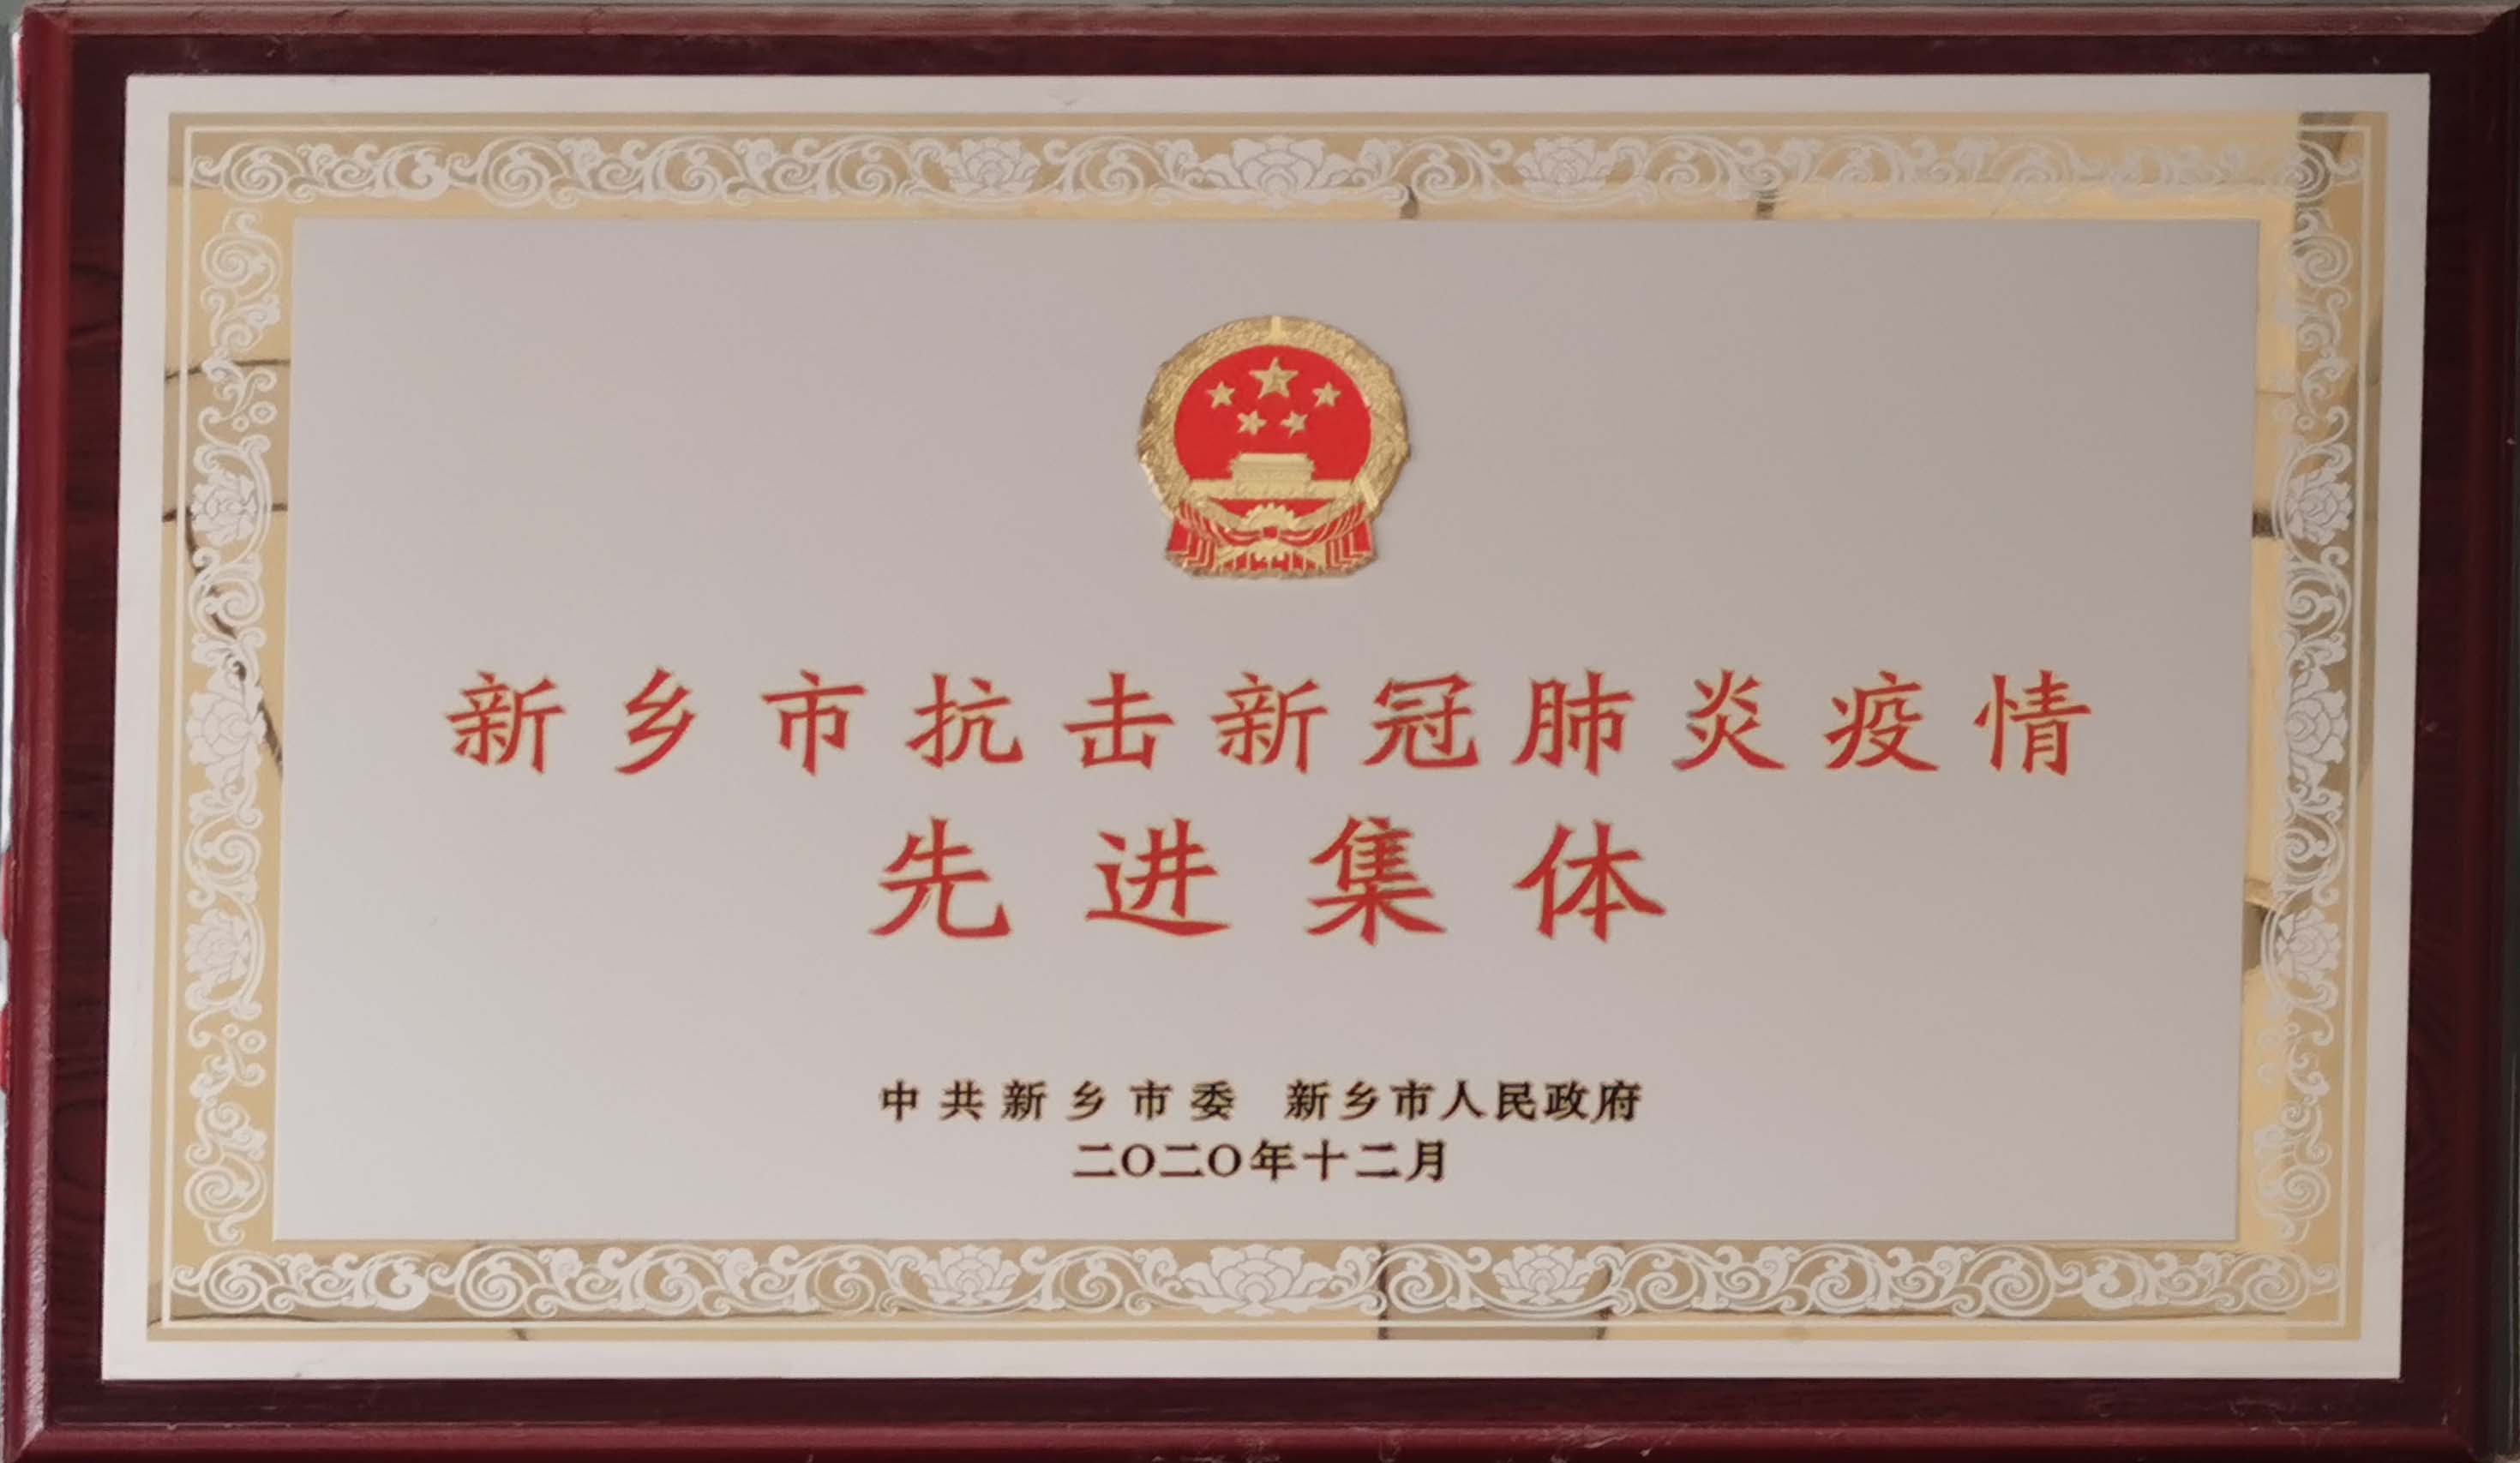 新乡市抗击新冠肺炎疫情
先进集体
中共新乡市委 新乡市人民政府
二〇二〇年十二月